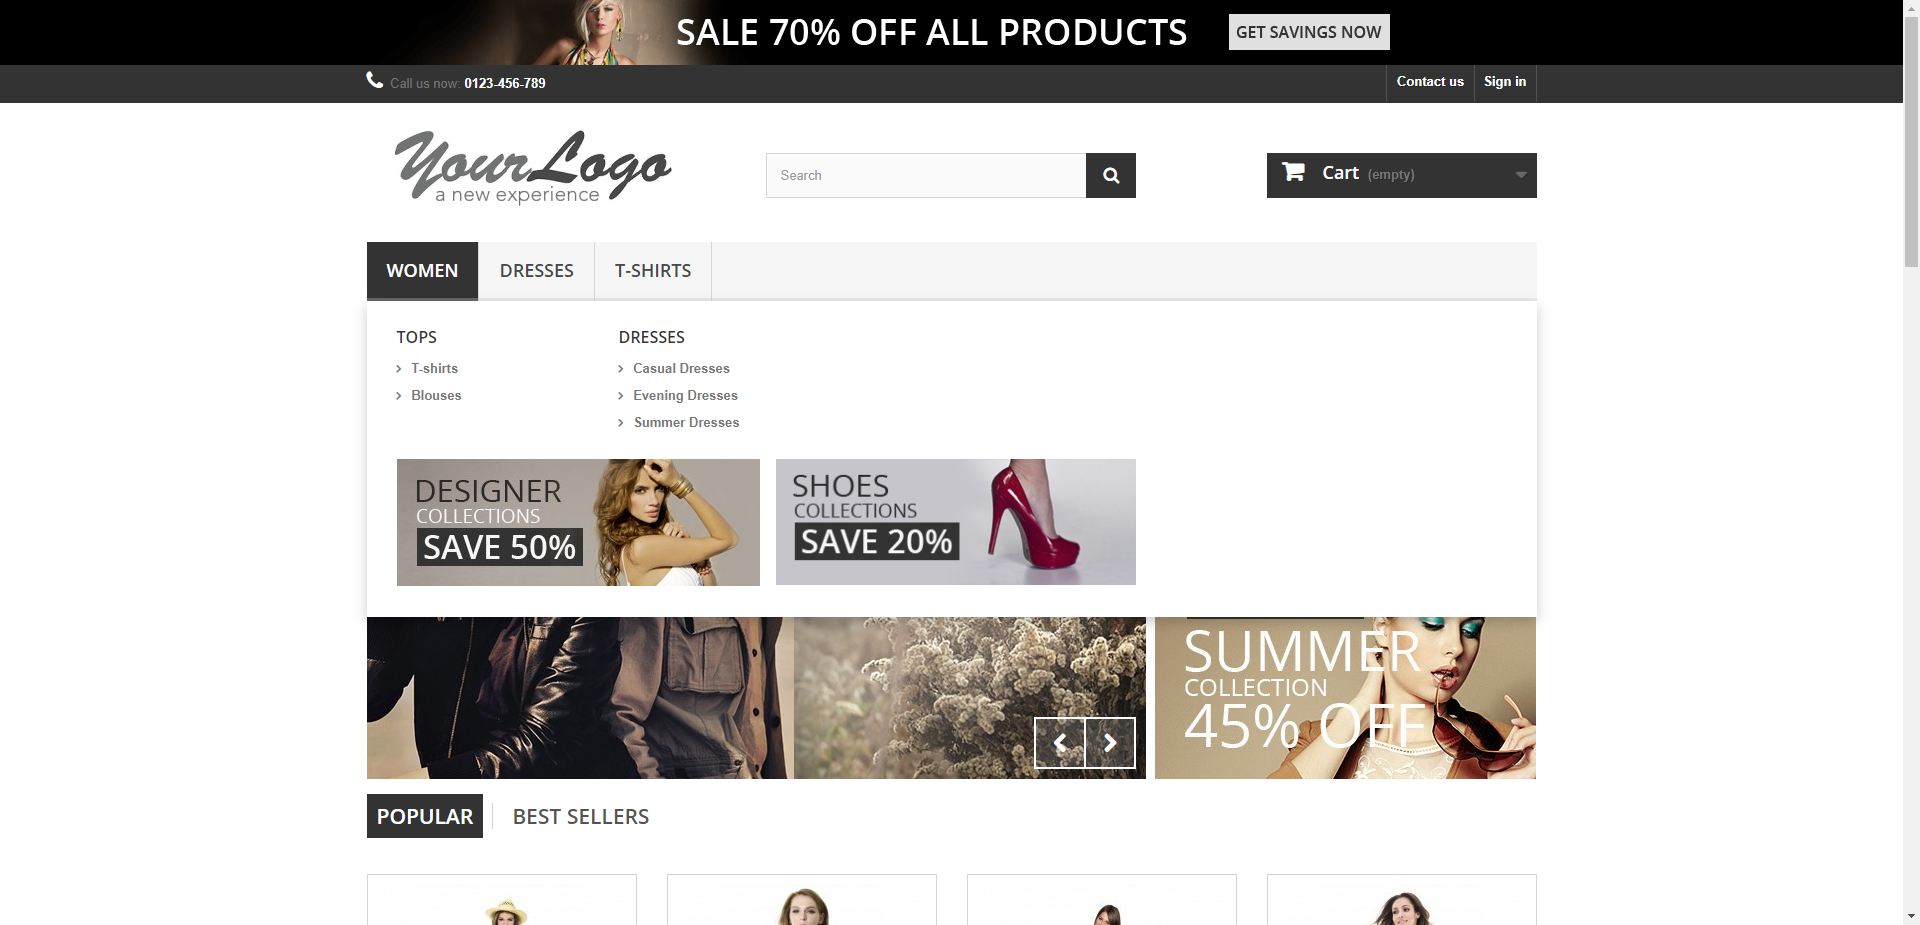 SALE 70% OFF ALL PRODUCTS GET SAVINGS NOW
Call us now: 0123-456-789 Contact us Sign in
YourLogo
a new experience
Search
Cart (empty)
WOMEN DRESSES T-SHIRTS
TOPS DRESSES
T-shirts Casual Dresses
Blouses Evening Dresses
Summer Dresses
DESIGNER
COLLECTIONS
SAVE 50%
SHOES
COLLECTIONS
SAVE 20%
SUMMER
COLLECTION
45% OFF
POPULAR BEST SELLERS